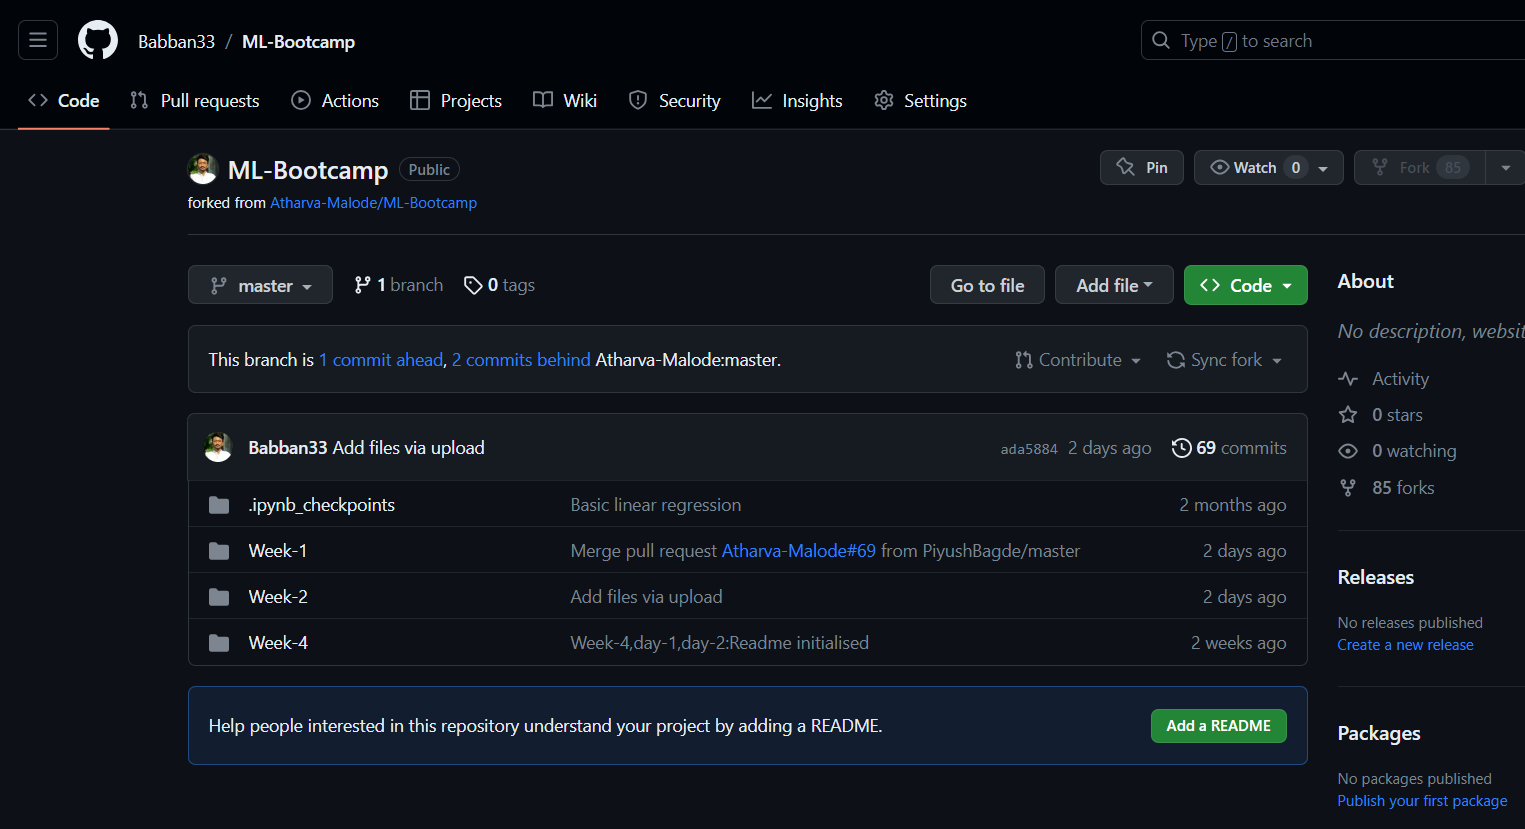 Babban33 / ML-Bootcamp
Type / to search
Code Pull requests Actions Projects Wiki Security Insights Settings
ML-Bootcamp Public
Pin Watch 0 Fork 85
forked from Atharva-Malode/ML-Bootcamp
master 1 branch 0 tags
Go to file Add file Code
This branch is 1 commit ahead, 2 commits behind Atharva-Malode:master.
Contribute Sync fork
Babban33 Add files via upload ada5884 2 days ago 69 commits
.ipynb_checkpoints Basic linear regression 2 months ago
Week-1 Merge pull request Atharva-Malode#69 from PiyushBagde/master 2 days ago
Week-2 Add files via upload 2 days ago
Week-4 Week-4,day-1,day-2:Readme initialised 2 weeks ago
Help people interested in this repository understand your project by adding a README.
Add a README
About
No description, websit
Activity
0 stars
0 watching
85 forks
Releases
No releases published
Create a new release
Packages
No packages published
Publish your first package